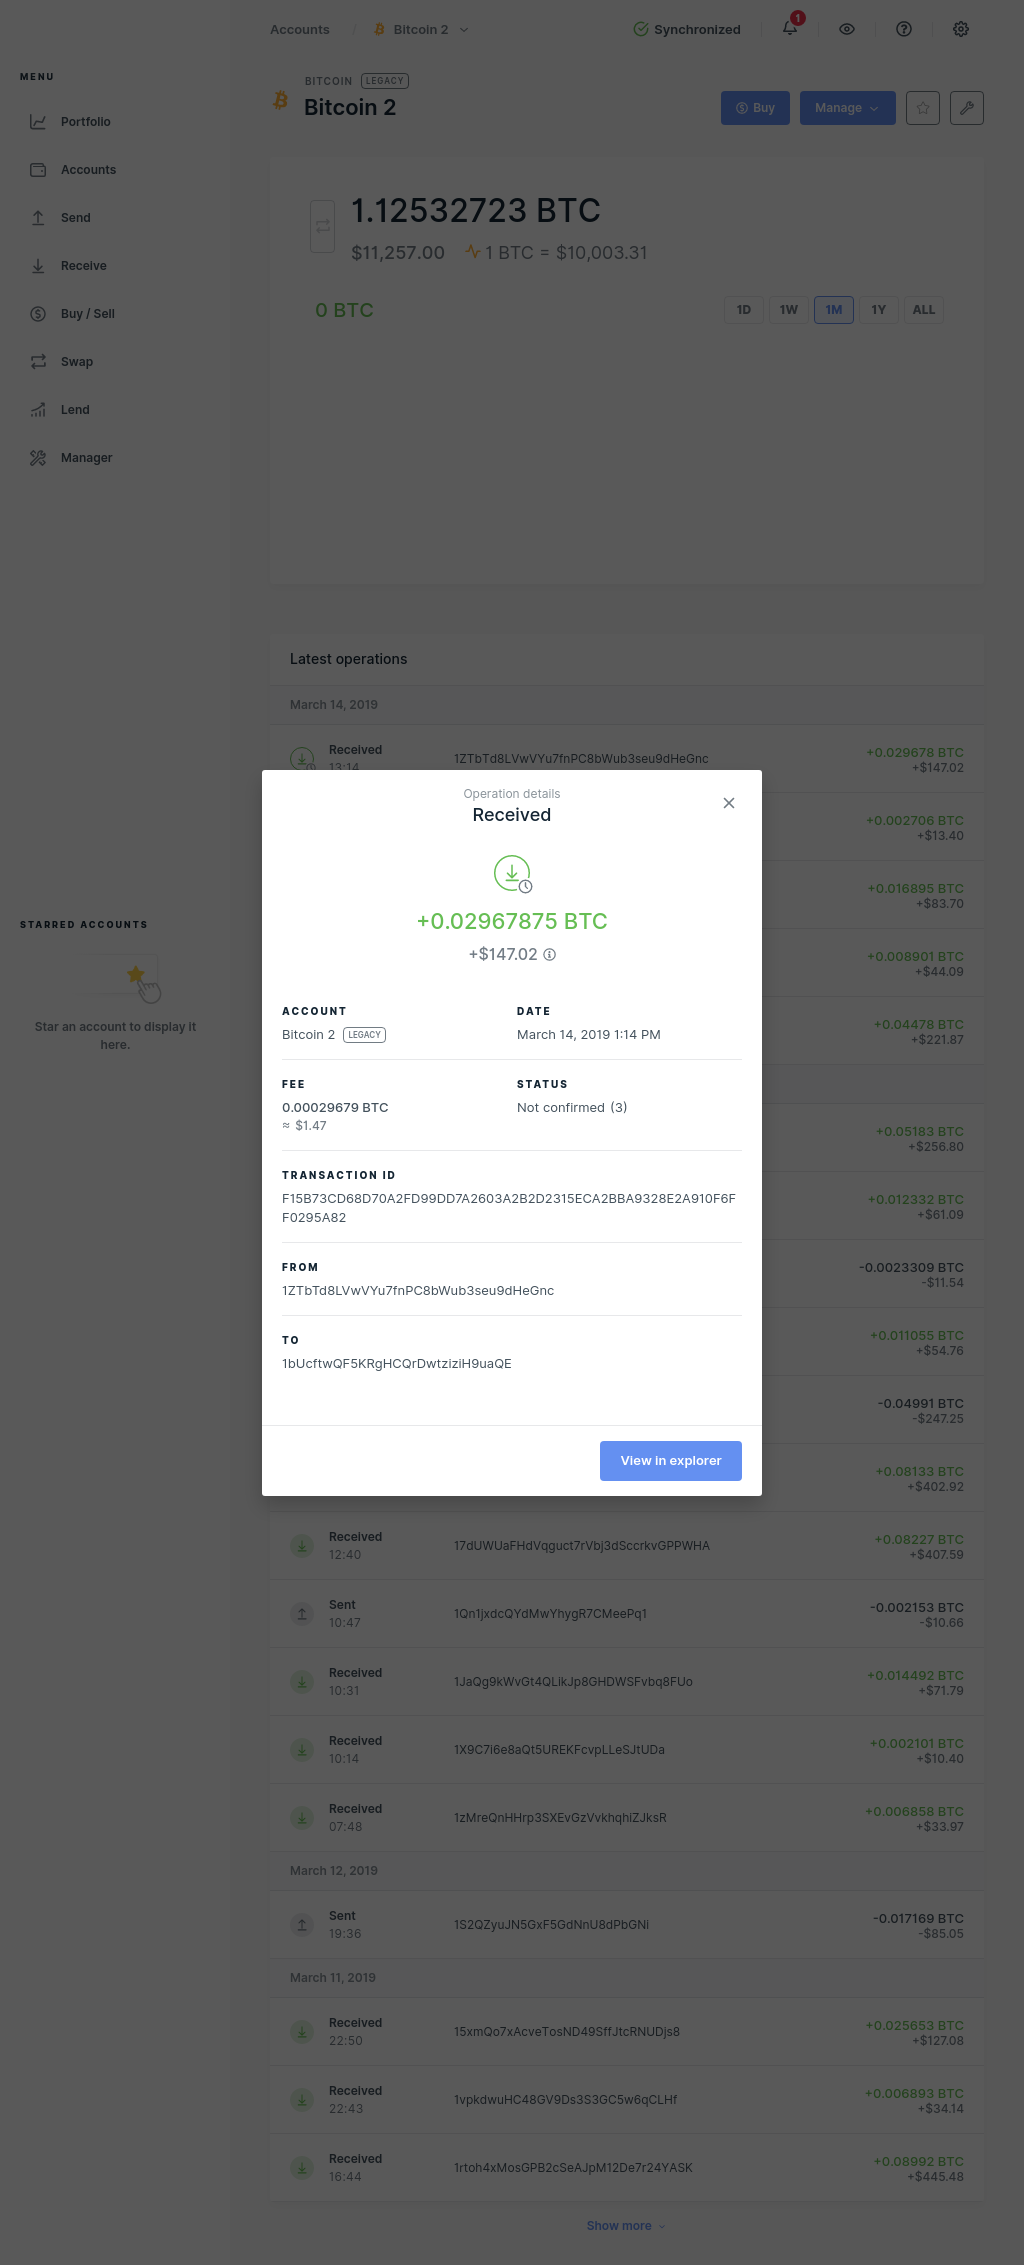 Accounts / Bitcoin 2
Synchronized
1
MENU
Portfolio
Accounts
Send
Receive
Buy / Sell
Swap
Lend
Manager
STARRED ACCOUNTS
Star an account to display it
here.
BITCOIN LEGACY
Bitcoin 2
Buy
Manage
1.12532723 BTC
$11,257.00 1 BTC = $10,003.31
0 BTC
1D 1W 1M 1Y ALL
Latest operations
March 14, 2019
Received
13:14
1ZTbTd8LVwVYu7fnPC8bWub3seu9dHeGnc
+0.029678 BTC
+$147.02
+0.002706 BTC
+$13.40
+0.016895 BTC
+$83.70
+0.008901 BTC
+$44.09
+0.04478 BTC
+$221.87
+0.05183 BTC
+$256.80
+0.012332 BTC
+$61.09
-0.0023309 BTC
-$11.54
+0.011055 BTC
+$54.76
-0.04991 BTC
-$247.25
+0.08133 BTC
+$402.92
Operation details
Received
+0.02967875 BTC
+$147.02
ACCOUNT
Bitcoin 2 LEGACY
DATE
March 14, 2019 1:14 PM
FEE
0.00029679 BTC
≈ $1.47
STATUS
Not confirmed (3)
TRANSACTION ID
F15B73CD68D70A2FD99DD7A2603A2B2D2315ECA2BBA9328E2A910F6F
F0295A82
FROM
1ZTbTd8LVwVYu7fnPC8bWub3seu9dHeGnc
TO
1bUcftwQF5KRgHCQrDwtziziH9uaQE
View in explorer
Received
12:40
17dUWUaFHdVqguct7rVbj3dSccrkvGPPWHA
+0.08227 BTC
+$407.59
Sent
10:47
1Qn1jxdcQYdMwYhygR7CMeePq1
-0.002153 BTC
-$10.66
Received
10:31
1JaQg9kWvGt4QLikJp8GHDWSFvbq8FUo
+0.014492 BTC
+$71.79
Received
10:14
1X9C7i6e8aQt5UREKFcvpLLeSJtUDa
+0.002101 BTC
+$10.40
Received
07:48
1zMreQnHHrp3SXEvGzVvkhqhiZJksR
+0.006858 BTC
+$33.97
March 12, 2019
Sent
19:36
1S2QZyuJN5GxF5GdNnU8dPbGNi
-0.017169 BTC
-$85.05
March 11, 2019
Received
22:50
15xmQo7xAcveTosND49SffJtcRNUDjs8
+0.025653 BTC
+$127.08
Received
22:43
1vpkdwuHC48GV9Ds3S3GC5w6qCLHf
+0.006893 BTC
+$34.14
Received
16:44
1rtoh4xMosGPB2cSeAJpM12De7r24YASK
+0.08992 BTC
+$445.48
Show more